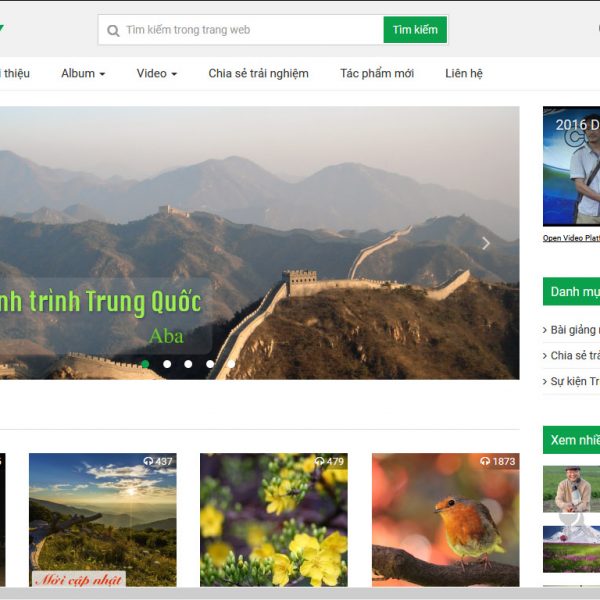 Tìm kiếm trong trang web
Tìm kiếm
thiệu
Album
Video
Chia sẻ trải nghiệm
Tác phẩm mới
Liên hệ
2016 D
Open Video Platf
nh trình Trung Quốc
Aba
Danh mụ
Bài giảng
Chia sẻ trả
Sự kiện Tr
Xem nhiề
437
479
1873
Mới cập nhật